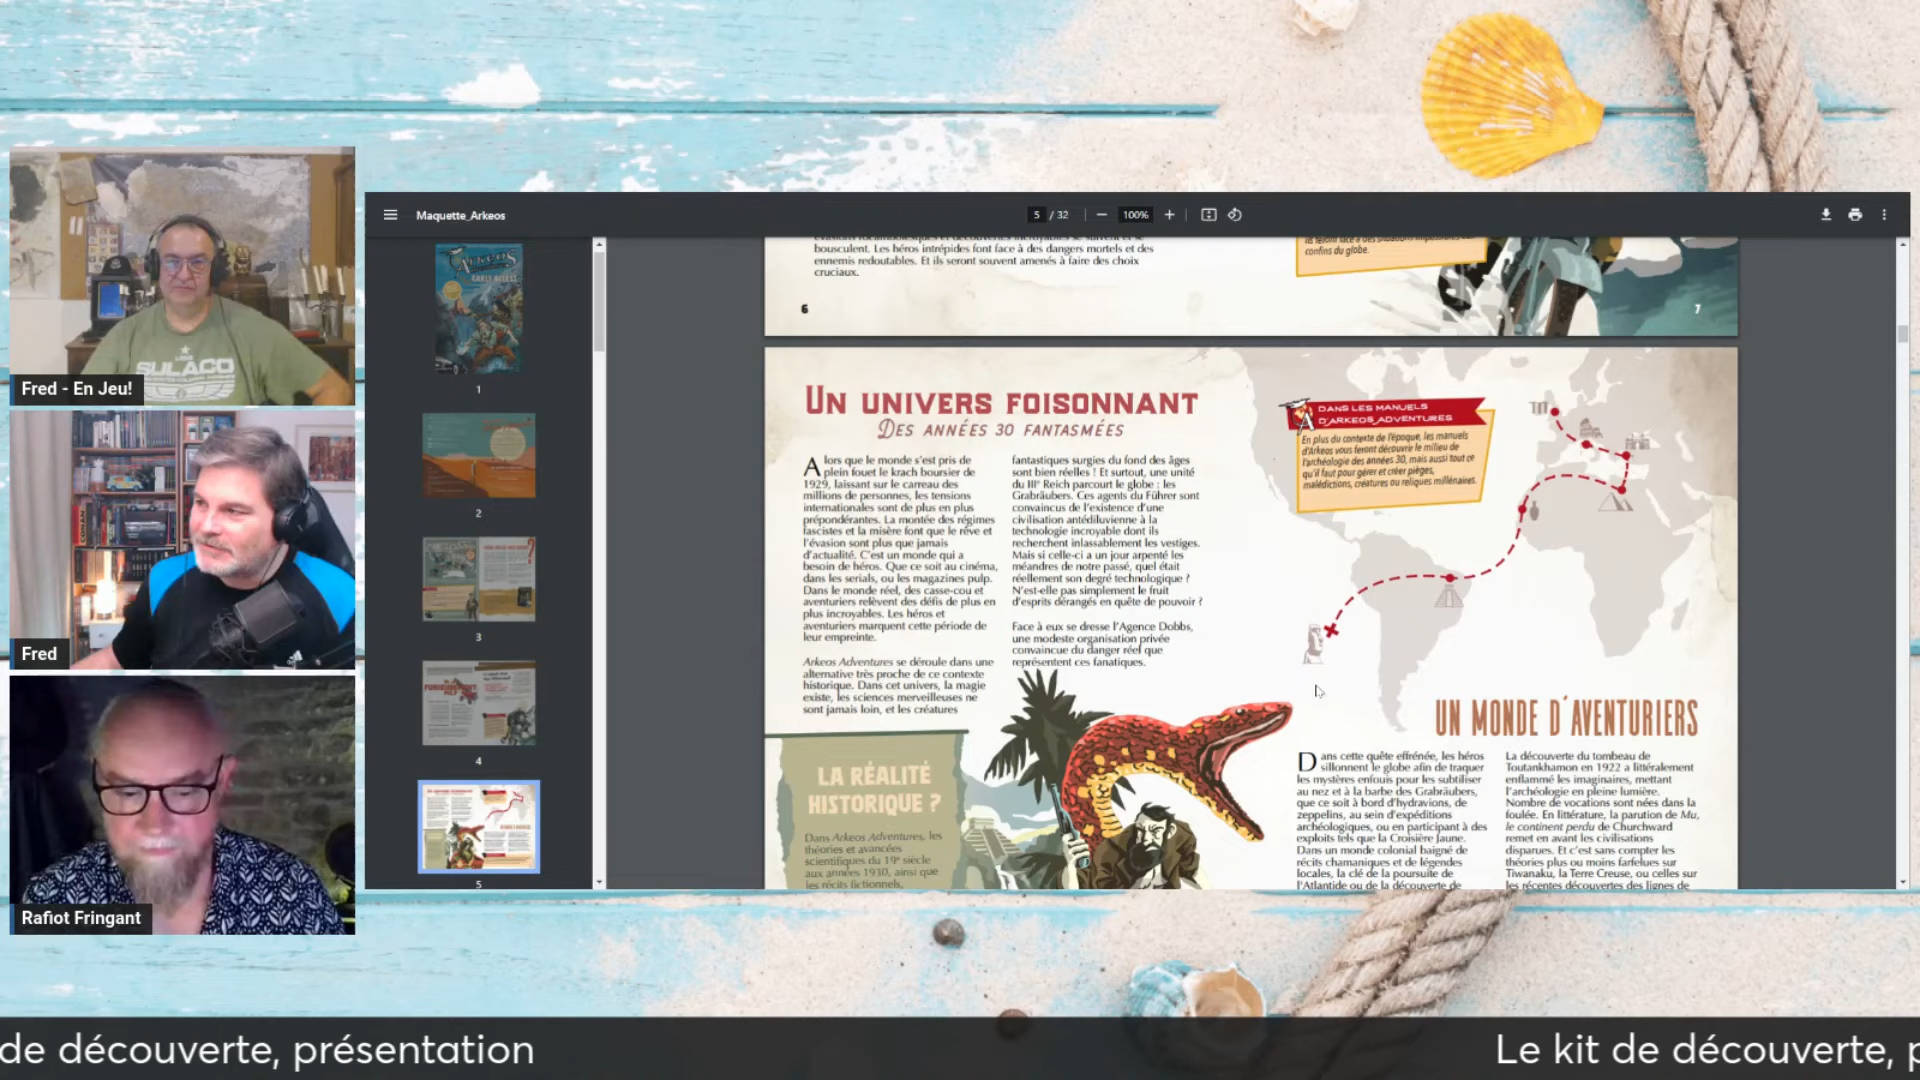 SULACO
Fred - En Jeu!
Fred
Rafiot Fringant
Maquette_Arkeos
5 / 32
100%
ARKEOS
EARLY ACCESS
1
2
3
4
5
bousculent. Les héros intrépides font face à des dangers mortels et des
ennemis redoutables. Et ils seront souvent amenés à faire des choix
cruciaux.
6
confins du globe.
7
UN UNIVERS FOISONNANT
DES ANNÉES 30 FANTASMÉES
Alors que le monde s'est pris de
plein fouet le krach boursier de
1929, laissant sur le carreau des
millions de personnes, les tensions
internationales sont de plus en plus
prépondérantes. La montée des régimes
fascistes et la misère font que le rêve et
l'évasion sont plus que jamais
d'actualité. C'est un monde qui a
besoin de héros. Que ce soit au cinéma,
dans les serials, ou les magazines pulp.
Dans le monde réel, des casse-cou et
aventuriers relèvent des défis de plus en
plus incroyables. Les héros et
aventuriers marquent cette période de
leur empreinte.
Arkeos Adventures se déroule dans une
alternative très proche de ce contexte
historique. Dans cet univers, la magie
existe, les sciences merveilleuses ne
sont jamais loin, et les créatures
fantastiques surgies du fond des âges
sont bien réelles ! Et surtout, une unité
du IIIe Reich parcourt le globe : les
Grabräubers. Ces agents du Führer sont
convaincus de l'existence d'une
civilisation antédiluvienne à la
technologie incroyable dont ils
recherchent inlassablement les vestiges.
Mais si celle-ci a un jour arpenté les
méandres de notre passé, quel était
réellement son degré technologique ?
N'est-elle pas simplement le fruit
d'esprits dérangés en quête de pouvoir ?
Face à eux se dresse l'Agence Dobbs,
une modeste organisation privée
convaincue du danger réel que
représentent ces fanatiques.
DANS LES MANUELS
D'ARKEOS ADVENTURES
En plus du contexte de l'époque, les manuels
d'Arkeos vous feront découvrir le milieu de
l'archéologie des années 30, mais aussi tout ce
qu'il faut pour gérer et créer pièges,
malédictions, créatures ou reliques millénaires.
LA RÉALITÉ
HISTORIQUE ?
Dans Arkeos Adventures, les
théories et avancées
scientifiques du 19e siècle
aux années 1930, ainsi que
les récits fictionnels,
UN MONDE D'AVENTURIERS
Dans cette quête effrénée, les héros
sillonnent le globe afin de traquer
les mystères enfouis pour les subtiliser
au nez et à la barbe des Grabräubers,
que ce soit à bord d'hydravions, de
zeppelins, au sein d'expéditions
archéologiques, ou en participant à des
exploits tels que la Croisière Jaune.
Dans un monde colonial baigné de
récits chamaniques et de légendes
locales, la clé de la poursuite de
l'Atlantide ou de la découverte de
La découverte du tombeau de
Toutankhamon en 1922 a littéralement
enflammé les imaginaires, mettant
l'archéologie en pleine lumière.
Nombre de vocations sont nées dans la
foulée. En littérature, la parution de Mu,
le continent perdu de Churchward
remet en avant les civilisations
disparues. Et c'est sans compter les
théories plus ou moins farfelues sur
Tiwanaku, la Terre Creuse, ou celles sur
les récentes découvertes des lignes de
de découverte, présentation
Le kit de découverte, p